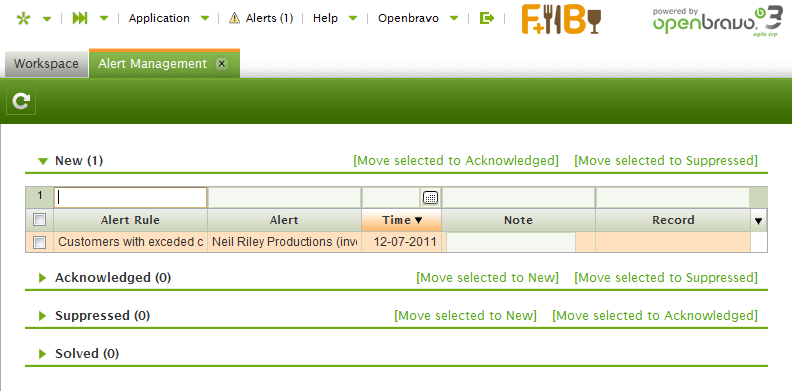 Application Alerts (1) Help Openbravo F+&B powered by openbravo 3 agile erp
Workspace Alert Management x
New (1) [Move selected to Acknowledged] [Move selected to Suppressed]
1
Alert Rule Alert Time Note Record
Customers with exceded c Neil Riley Productions (invo 12-07-2011
Acknowledged (0) [Move selected to New] [Move selected to Suppressed]
Suppressed (0) [Move selected to New] [Move selected to Acknowledged]
Solved (0)